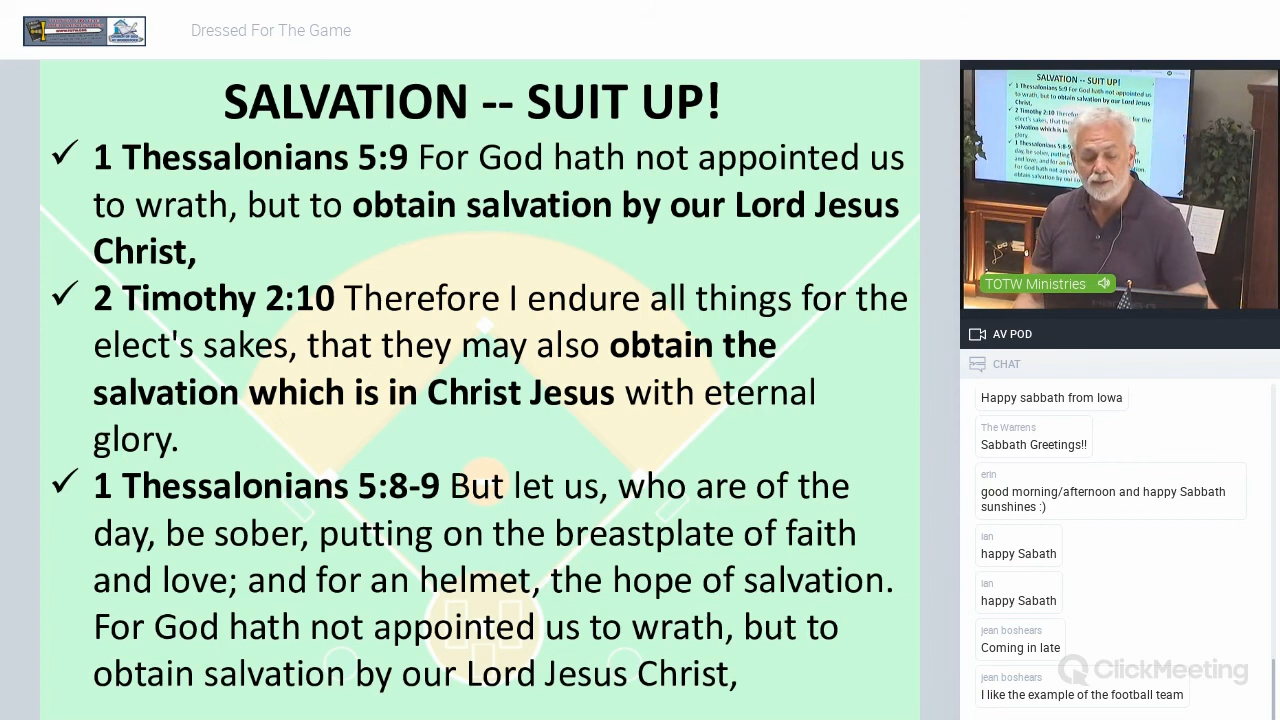 Dressed For The Game
SALVATION -- SUIT UP!
✓ 1 Thessalonians 5:9 For God hath not appointed us
to wrath, but to obtain salvation by our Lord Jesus
Christ,
✓ 2 Timothy 2:10 Therefore I endure all things for the
elect's sakes, that they may also obtain the
salvation which is in Christ Jesus with eternal
glory.
✓ 1 Thessalonians 5:8-9 But let us, who are of the
day, be sober, putting on the breastplate of faith
and love; and for an helmet, the hope of salvation.
For God hath not appointed us to wrath, but to
obtain salvation by our Lord Jesus Christ,
SALVATION -- SUIT UP!
TOTW Ministries
AV POD
CHAT
Happy sabbath from Iowa
The Warrens
Sabbath Greetings!!
erin
good morning/afternoon and happy Sabbath
sunshines :)
ian
happy Sabath
ian
happy Sabath
jean boshears
Coming in late
jean boshears
I like the example of the football team
ClickMeeting